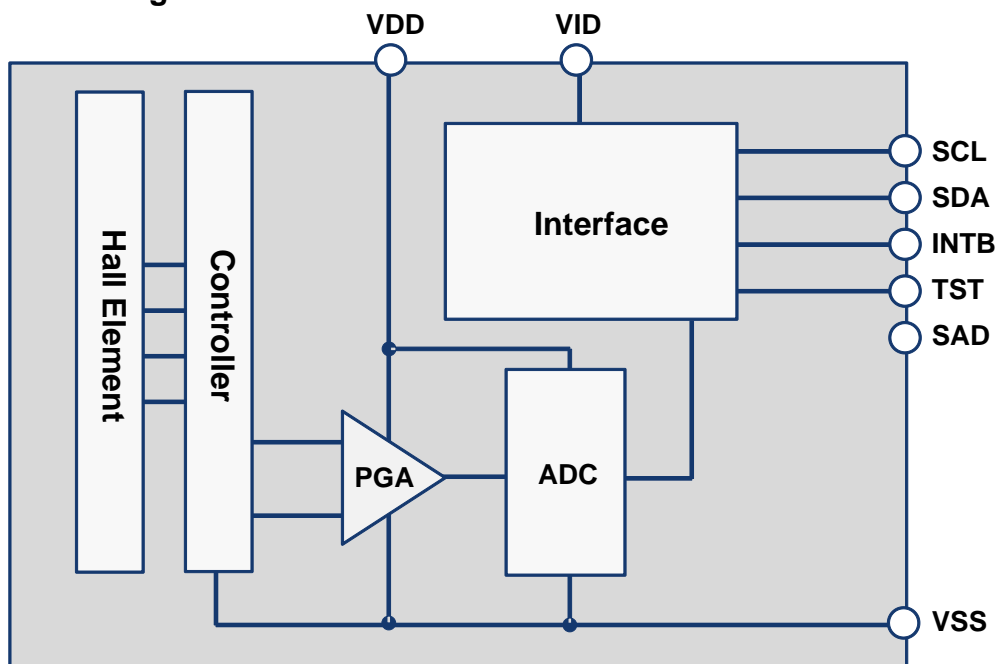 VDD
VID
SCL
SDA
INTB
TST
SAD
Interface
Hall Element
Controller
PGA
ADC
VSS